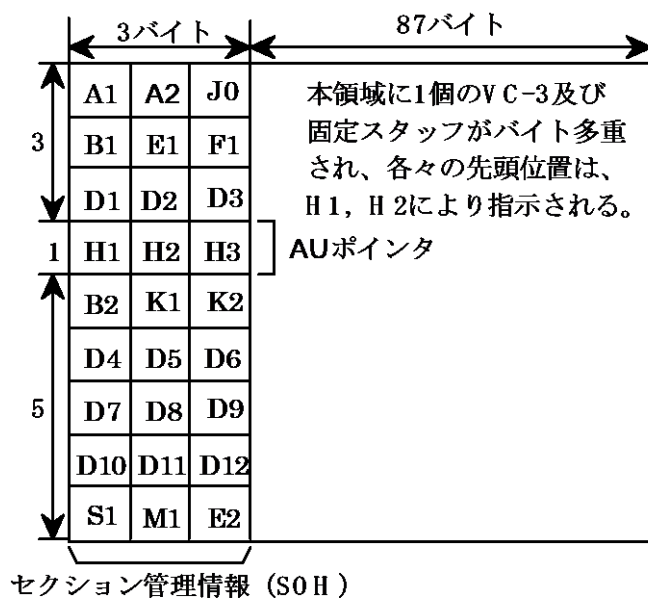 3バイト 87バイト
A1 A2 J0 本領域に1個のVC-3及び
3 B1 E1 F1 固定スタッフがバイト多重
され、各々の先頭位置は、
D1 D2 D3 H1, H2により指示される。
1 H1 H2 H3 AUポインタ
B2 K1 K2
D4 D5 D6
5 D7 D8 D9
D10 D11 D12
S1 M1 E2
セクション管理情報 (SOH)